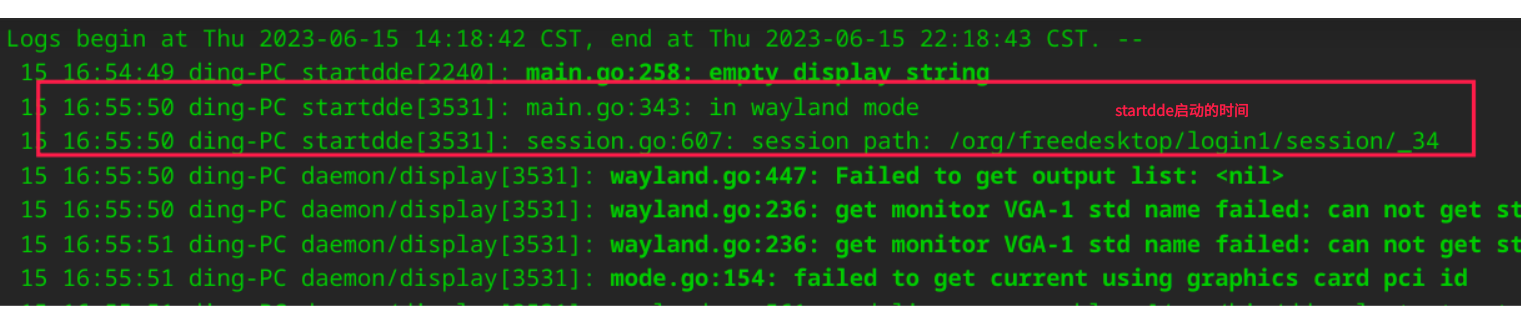 Logs begin at Thu 2023-06-15 14:18:42 CST, end at Thu 2023-06-15 22:18:43 CST. --
15 16:54:49 ding-PC startdde[2240]: main.go:258: empty display string
15 16:55:50 ding-PC startdde[3531]: main.go:343: in wayland mode
startdde启动的时间
15 16:55:50 ding-PC startdde[3531]: session.go:607: session path: /org/freedesktop/login1/session/_34
15 16:55:50 ding-PC daemon/display[3531]: wayland.go:447: Failed to get output list: <nil>
15 16:55:50 ding-PC daemon/display[3531]: wayland.go:236: get monitor VGA-1 std name failed: can not get st
15 16:55:51 ding-PC daemon/display[3531]: wayland.go:236: get monitor VGA-1 std name failed: can not get st
15 16:55:51 ding-PC daemon/display[3531]: mode.go:154: failed to get current using graphics card pci id